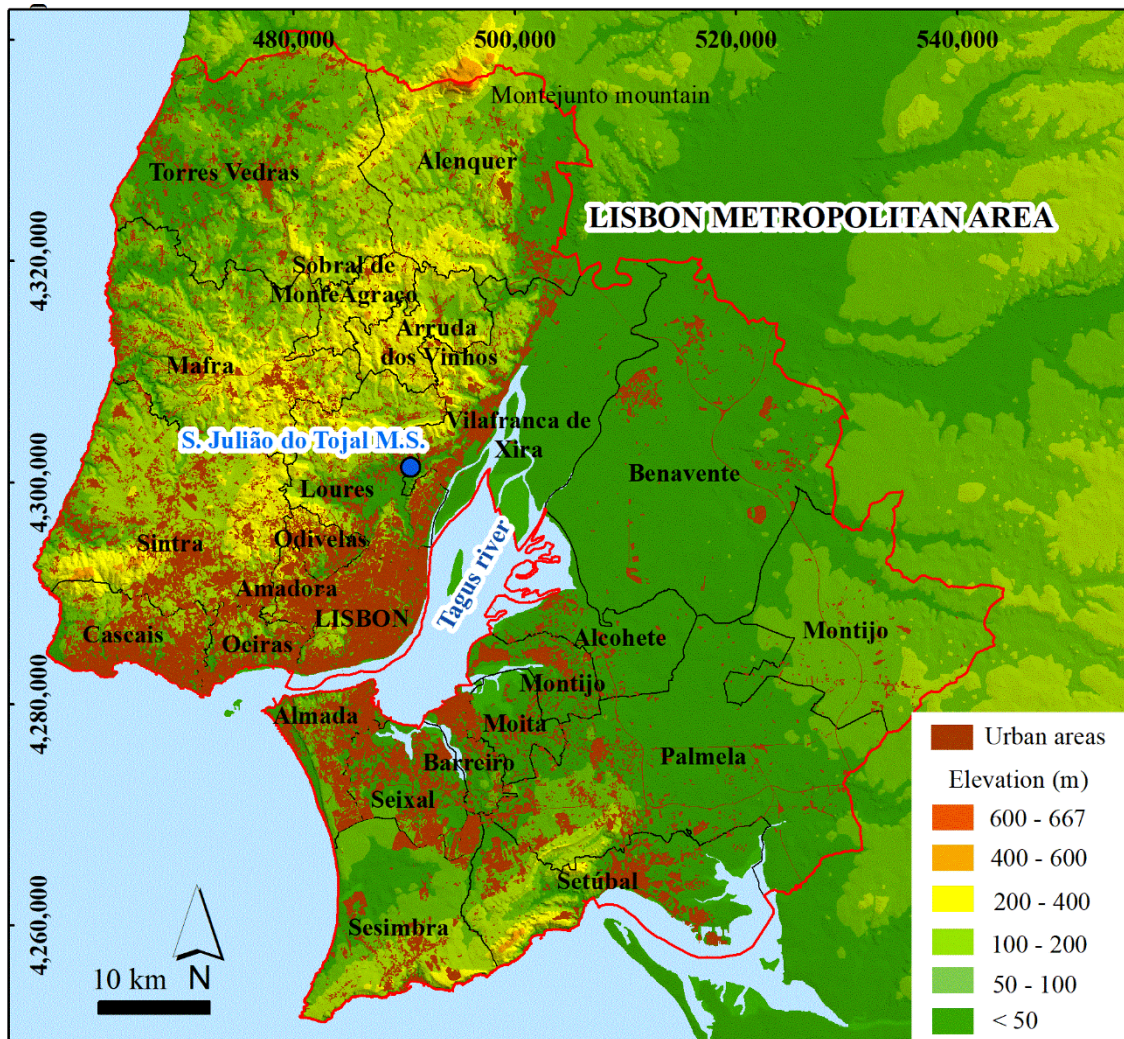 480,000
500,000
520,000
540,000
Montejunto mountain
Alenquer
Torres Vedras
LISBON METROPOLITAN AREA
4,320,000
Sobral de
MonteAgraço
Arruda
dos Vinhos
Mafra
Vilafranca de
Xira
S. Julião do Tojal M.S.
Benavente
4,300,000
Loures
Odivelas
Sintra
Tagus river
Amadora
LISBON
Cascais
Oeiras
Alcohete
Montijo
Montijo
4,280,000
Almada
Moita
Barreiro
Palmela
Seixal
Setúbal
Sesimbra
4,260,000
10 km
N
Urban areas
Elevation (m)
600 - 667
400 - 600
200 - 400
100 - 200
50 - 100
< 50